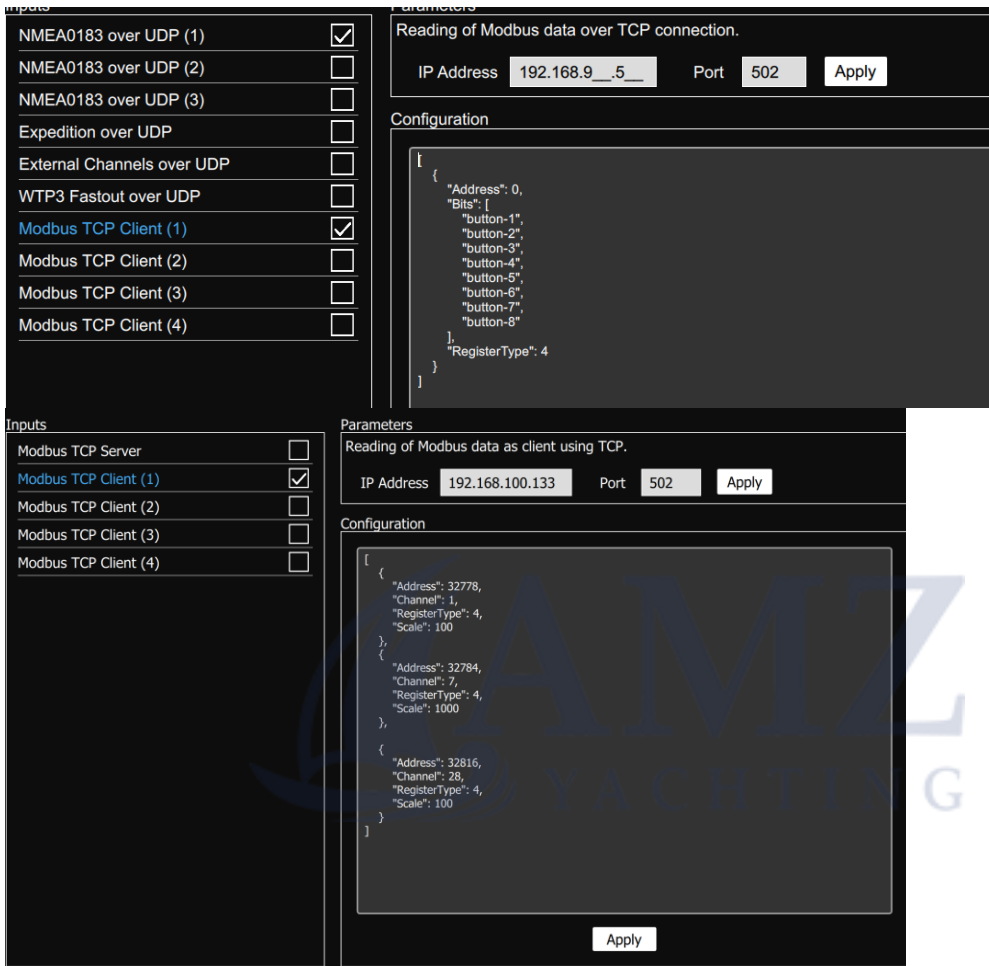 Inputs
NMEA0183 over UDP (1)
NMEA0183 over UDP (2)
NMEA0183 over UDP (3)
Expedition over UDP
External Channels over UDP
WTP3 Fastout over UDP
Modbus TCP Client (1)
Modbus TCP Client (2)
Modbus TCP Client (3)
Modbus TCP Client (4)
Parameters
Reading of Modbus data over TCP connection.
IP Address 192.168.9__.5__ Port 502 Apply
Configuration
[
{
"Address": 0,
"Bits": [
"button-1",
"button-2",
"button-3",
"button-4",
"button-5",
"button-6",
"button-7",
"button-8"
],
"RegisterType": 4
}
]
Inputs
Modbus TCP Server
Modbus TCP Client (1)
Modbus TCP Client (2)
Modbus TCP Client (3)
Modbus TCP Client (4)
Parameters
Reading of Modbus data as client using TCP.
IP Address 192.168.100.133 Port 502 Apply
Configuration
[
{
"Address": 32778,
"Channel": 1,
"RegisterType": 4,
"Scale": 100
},
{
"Address": 32784,
"Channel": 7,
"RegisterType": 4,
"Scale": 1000
},
{
"Address": 32816,
"Channel": 28,
"RegisterType": 4,
"Scale": 100
}
]
Apply
AMZ
YACHTING